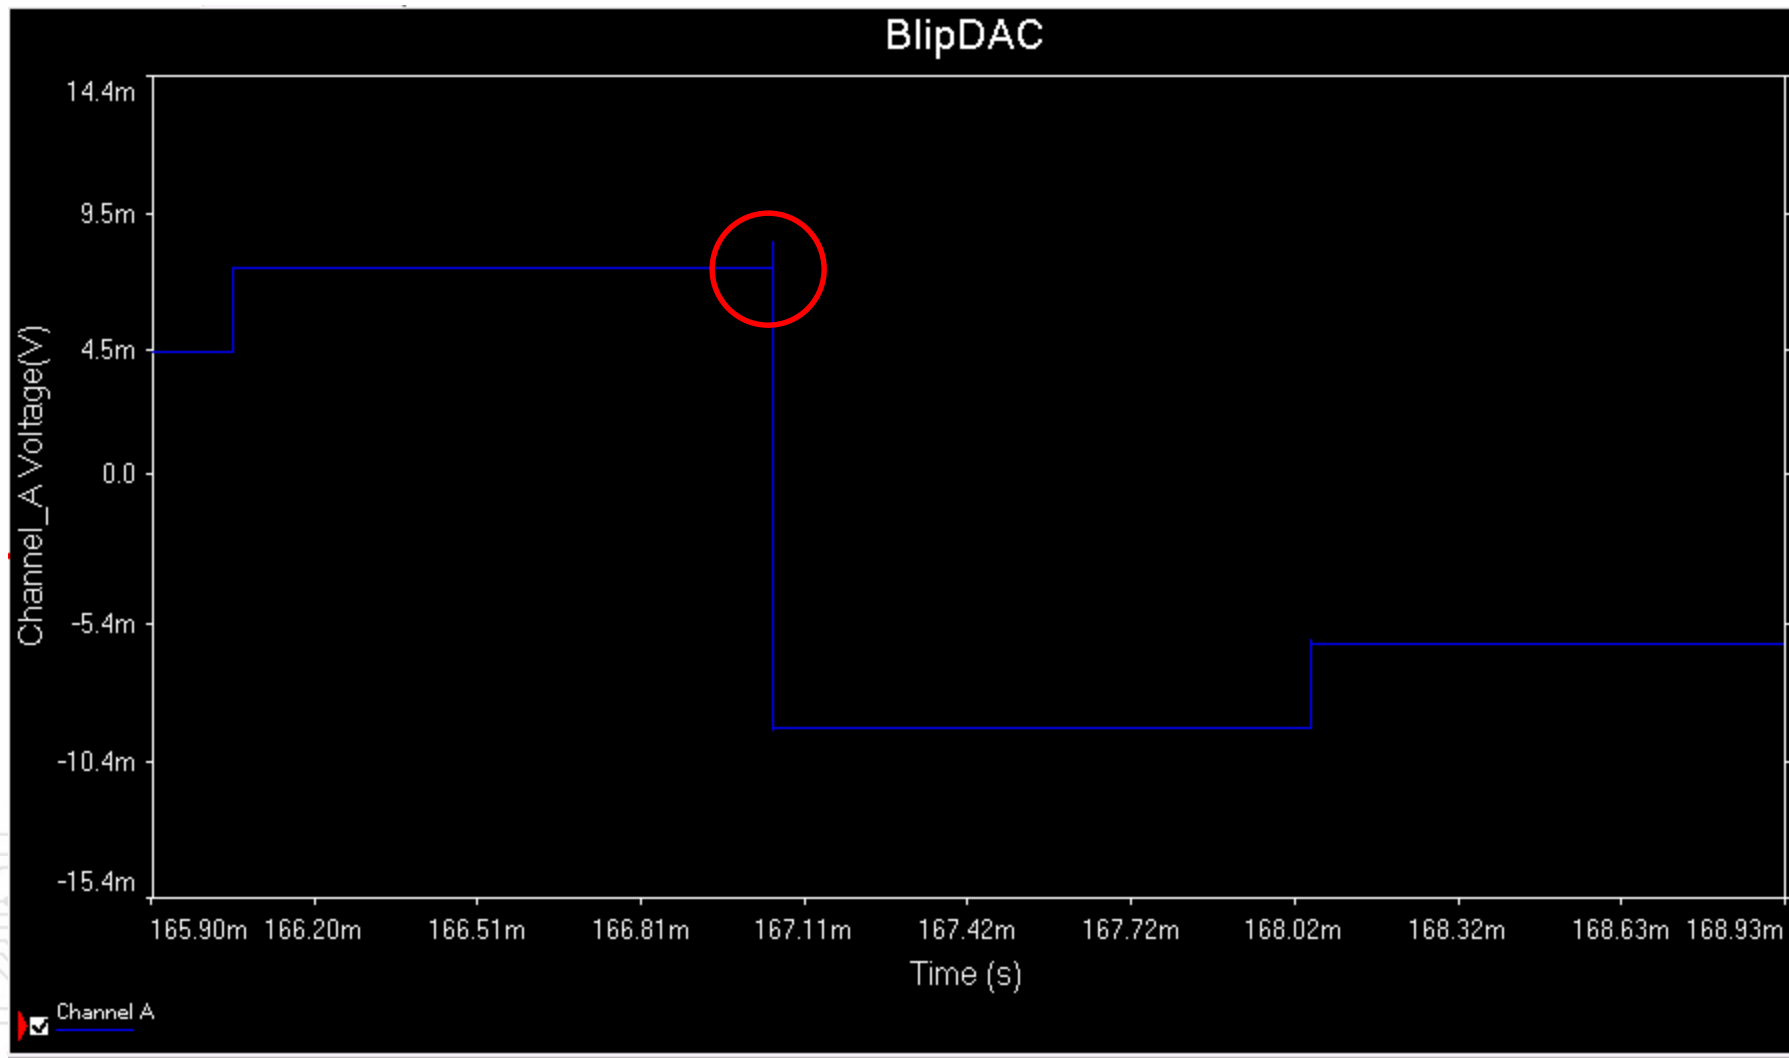 BlipDAC
14.4m
9.5m
4.5m
0.0
-5.4m
-10.4m
-15.4m
Channel_A Voltage(V)
165.90m 166.20m 166.51m 166.81m 167.11m 167.42m 167.72m 168.02m 168.32m 168.63m 168.93m
Time (s)
Channel A